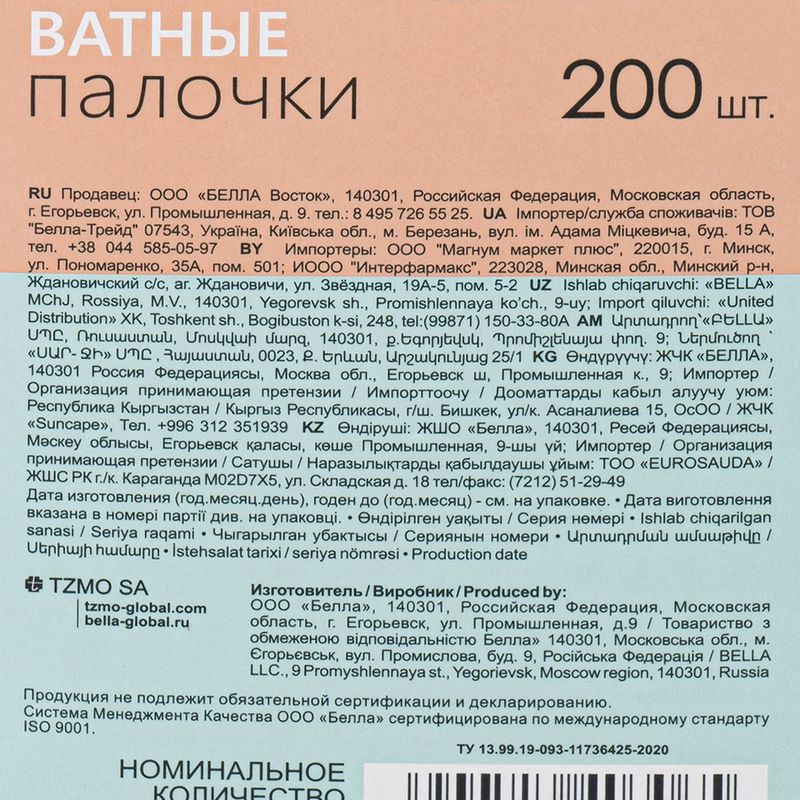 ВАТНЫЕ
палочки
200 шт.
RU Продавец: ООО «БЕЛЛА Восток», 140301, Российская Федерация, Московская область,
г. Егорьевск, ул. Промышленная, д. 9. тел.: 8 495 726 55 25. UA Імпортер/служба споживачів: ТОВ
"Белла-Трейд" 07543, Україна, Київська обл., м. Березань, вул. ім. Адама Міцкевича, буд. 15 А,
тел. +38 044 585-05-97 BY Импортеры: ООО "Магнум маркет плюс", 220015, г. Минск,
ул. Пономаренко, 35А, пом. 501; ИООО "Интерфармакс", 223028, Минская обл., Минский р-н,
Ждановичский с/с, аг. Ждановичи, ул. Звёздная, 19А-5, пом. 5-2 UZ Ishlab chiqaruvchi: «BELLA»
MChJ, Rossiya, M.V., 140301, Yegorevsk sh., Promishlennaya ko'ch., 9-uy; Import qiluvchi: «United
Distribution» XK, Toshkent sh., Bogibuston k-si, 248, tel:(99871) 150-33-80A AM Արտադրող՝«ԲԵԼԼԱ»
ՍՊԸ, Ռուսաստան, Մոսկվայի մարզ, 140301, ք.Եգորյեվսկ, Պրոմիշլենայա փող. 9; Ներմուծող ՝
«ՍԱՐ- ՋԻ» ՍՊԸ , Հայաստան, 0023, Ք. Երևան, Արշակունյաց 25/1 KG Өндүрүүчү: ЖЧК «БЕЛЛА»,
140301 Россия Федерациясы, Москва обл., Егорьевск ш, Промышленная к., 9; Импортер /
Организация принимающая претензии / Импорттоочу / Дооматтарды кабыл алуучу уюм:
Республика Кыргызстан / Кыргыз Республикасы, г/ш. Бишкек, ул/к. Асаналиева 15, ОсОО / ЖЧК
«Suncape», Тел. +996 312 351939 KZ Өндіруші: ЖШО «Белла», 140301, Ресей Федерациясы,
Мәскеу облысы, Егорьевск қаласы, көше Промышленная, 9-шы үй; Импортер / Организация
принимающая претензии / Сатушы / Наразылықтарды қабылдаушы ұйым: ТОО «EUROSAUDA» /
ЖШС РК г./к. Караганда М02D7X5, ул. Складская д. 18 тел/факс: (7212) 51-29-49
Дата изготовления (год.месяц.день), годен до (год.месяц) - см. на упаковке. • Дата виготовлення
вказана в номері партії див. на упаковці. • Өндірілген уақыты / Серия нөмері • Ishlab chiqarilgan
sanasi / Seriya raqami • Чыгарылган убактысы / Сериянын номери • Արտադրման ամսաթիվը /
Սերիայի համարը • İstehsalat tarixi / seriya nömrəsi • Production date
TZMO SA
tzmo-global.com
bella-global.ru
Изготовитель / Виробник / Produced by:
ООО «Белла», 140301, Российская Федерация, Московская
область, г. Егорьевск, ул. Промышленная, д.9 / Товариство з
обмеженою відповідальністю Белла» 140301, Московська обл., м.
Єгорьєвськ, вул. Промислова, буд. 9, Російська Федерація / BELLA
LLC., 9 Promyshlennaya st., Yegorievsk, Moscow region, 140301, Russia
Продукция не подлежит обязательной сертификации и декларированию.
Система Менеджмента Качества ООО «Белла» сертифицирована по международному стандарту
ISO 9001.
ТУ 13.99.19-093-11736425-2020
НОМИНАЛЬНОЕ
КОЛИЧЕСТВО